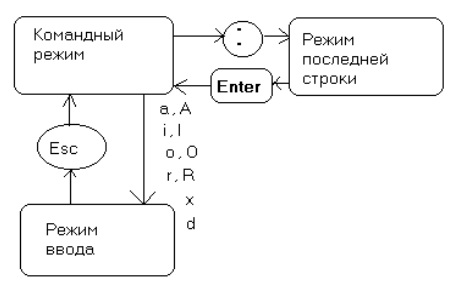 Командный
режим
:
Режим
последней
строки
Enter
a,A
i,I
o,O
r,R
x
d
Esc
Режим
ввода